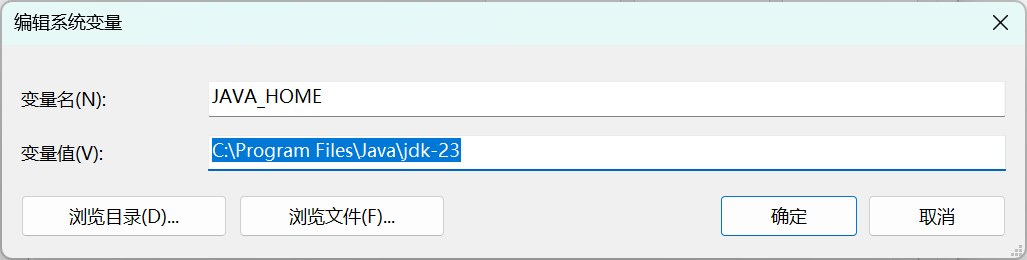 编辑系统变量
变量名(N):
JAVA_HOME
变量值(V):
C:\Program Files\Java\jdk-23
浏览目录(D)...
浏览文件(F)...
确定
取消